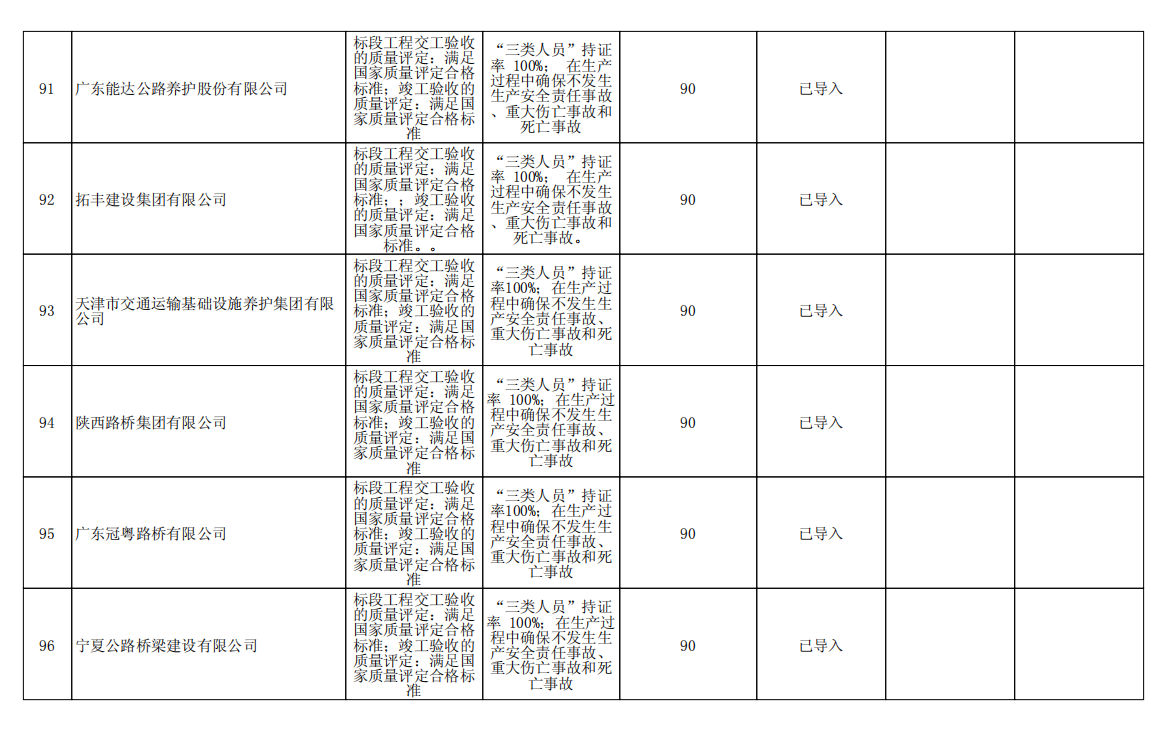 91
广东能达公路养护股份有限公司
标段工程交工验收
的质量评定：满足
国家质量评定合格
标准；竣工验收的
质量评定：满足国
家质量评定合格标
准
“三类人员”持证
率 100%； 在生产
过程中确保不发生
生产安全责任事故
、重大伤亡事故和
死亡事故
90
已导入
92
拓丰建设集团有限公司
标段工程交工验收
的质量评定：满足
国家质量评定合格
标准；；竣工验收
的质量评定：满足
国家质量评定合格
标准。。
“三类人员”持证
率 100%； 在生产
过程中确保不发生
生产安全责任事故
、重大伤亡事故和
死亡事故。
90
已导入
93
天津市交通运输基础设施养护集团有限
公司
标段工程交工验收
的质量评定：满足
国家质量评定合格
标准；竣工验收的
质量评定：满足国
家质量评定合格标
准
“三类人员”持证
率100%；在生产过
程中确保不发生生
产安全责任事故、
重大伤亡事故和死
亡事故
90
已导入
94
陕西路桥集团有限公司
标段工程交工验收
的质量评定：满足
国家质量评定合格
标准；竣工验收的
质量评定：满足国
家质量评定合格标
准
“三类人员”持证
率 100%；在生产过
程中确保不发生生
产安全责任事故、
重大伤亡事故和死
亡事故
90
已导入
95
广东冠粤路桥有限公司
标段工程交工验收
的质量评定：满足
国家质量评定合格
标准；竣工验收的
质量评定：满足国
家质量评定合格标
准
“三类人员”持证
率100%；在生产过
程中确保不发生生
产安全责任事故、
重大伤亡事故和死
亡事故
90
已导入
96
宁夏公路桥梁建设有限公司
标段工程交工验收
的质量评定：满足
国家质量评定合格
标准；竣工验收的
质量评定：满足国
家质量评定合格标
准
“三类人员”持证
率 100%；在生产过
程中确保不发生生
产安全责任事故、
重大伤亡事故和死
亡事故
90
已导入